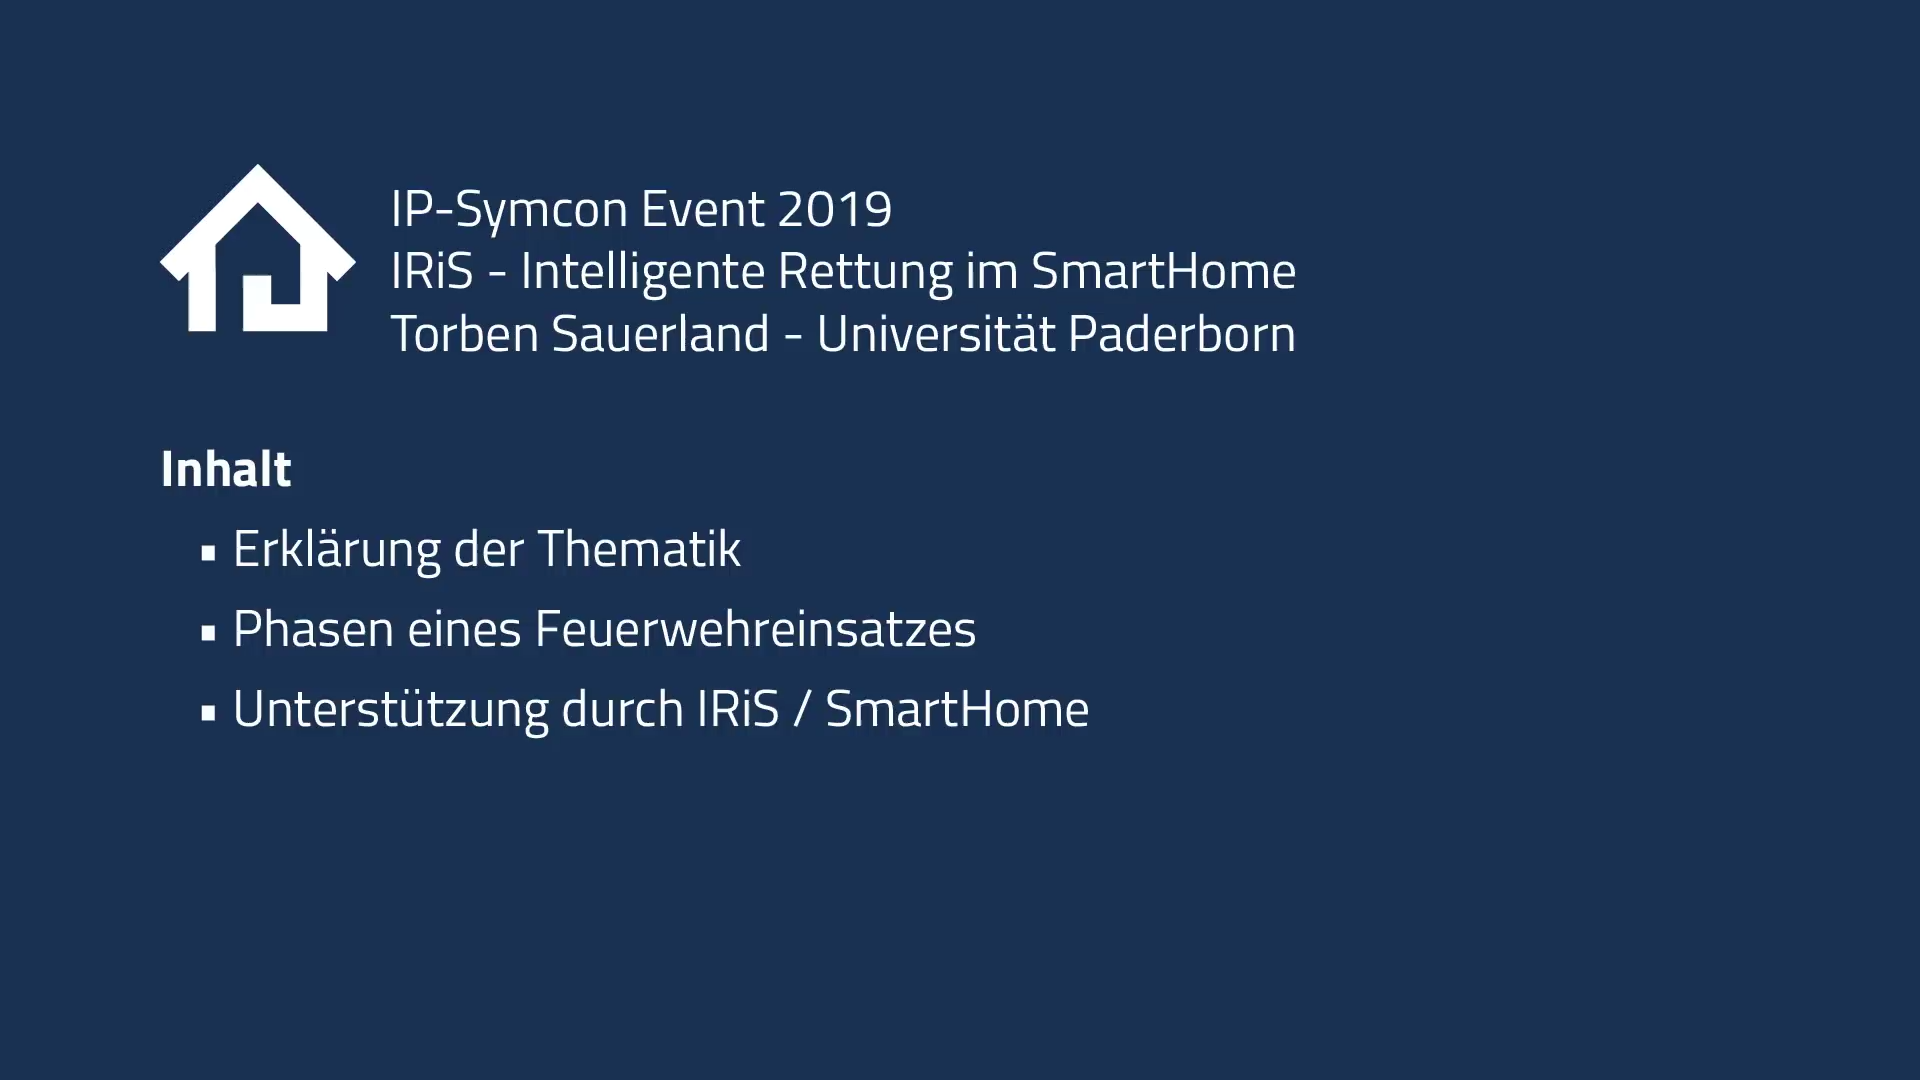 IP-Symcon Event 2019
IRiS - Intelligente Rettung im SmartHome
Torben Sauerland - Universität Paderborn
Inhalt
▪ Erklärung der Thematik
▪ Phasen eines Feuerwehreinsatzes
▪ Unterstützung durch IRiS / SmartHome